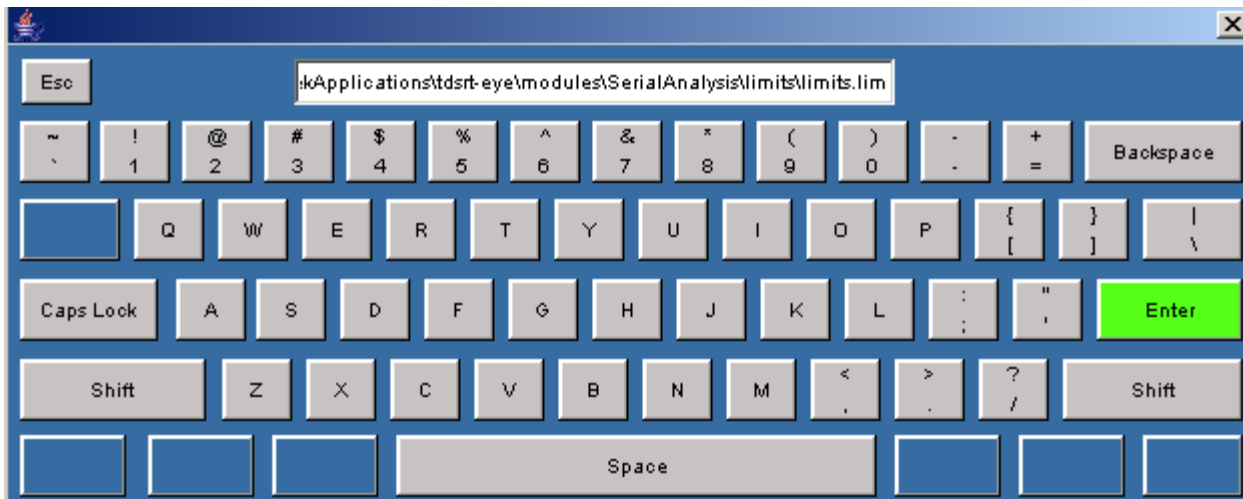 Esc :kApplications\tdsrt-eye\modules\SerialAnalysis\limits\limits.lim
~ ! @ # $ % ^ & * ( ) - +
` 1 2 3 4 5 6 7 8 9 0 - = Backspace
Q W E R T Y U I O P { [ } ] | \
Caps Lock A S D F G H J K L : ; " ' Enter
Shift Z X C V B N M < , > . ? / Shift
Space